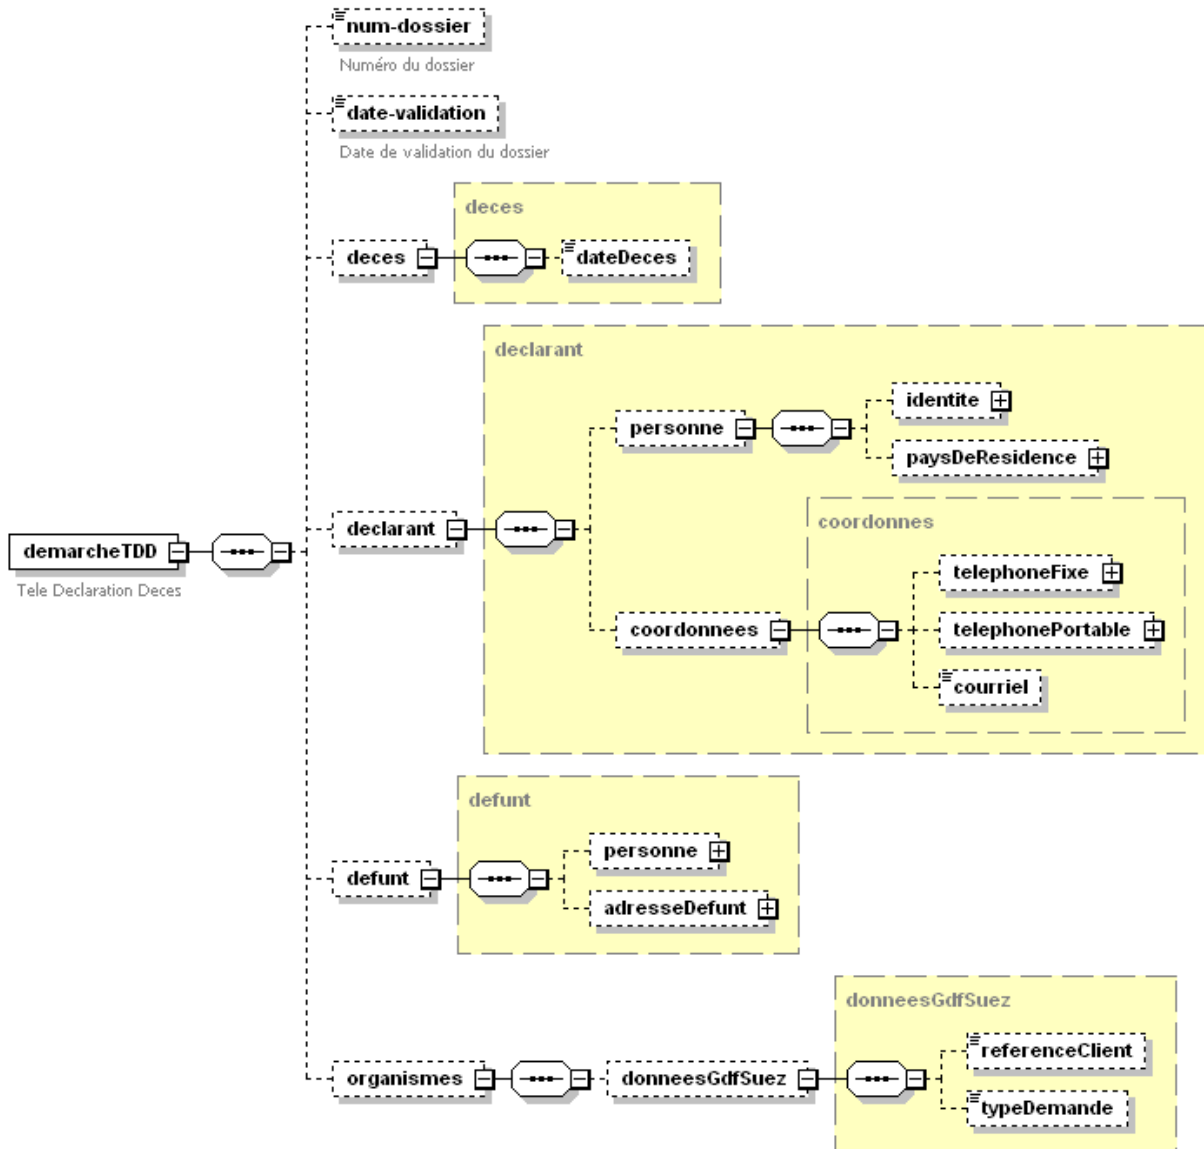 num-dossier
Numéro du dossier
date-validation
Date de validation du dossier
deces
deces
dateDeces
declarant
identite
personne
paysDeResidence
coordonnes
declarant
demarcheTDD
telephoneFixe
Tele Declaration Deces
coordonnees
telephonePortable
courriel
defunt
personne
defunt
adresseDefunt
donneesGdfSuez
referenceClient
organismes
donneesGdfSuez
typeDemande